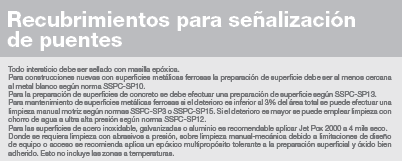 Recubrimientos para señalización
de puentes
Todo intersticio debe ser sellado con masilla epóxica.
Para construcciones nuevas con superficies metálicas ferrosas la preparación de superficie debe ser al menos cercana
al metal blanco según norma SSPC-SP10.
Para la preparación de superficies de concreto se debe efectuar una preparación de superficie según SSPC-SP13.
Para mantenimiento de superficies metálicas ferrosas si el deterioro es inferior al 3% del área total se puede efectuar una
limpieza manual motriz según normas SSPC-SP3 o SSPC-SP15. Si el deterioro es mayor se puede emplear limpieza con
chorro de agua a ultra alta presión según norma SSPC-SP12.
Para las superficies de acero inoxidable, galvanizadas o aluminio es recomendable aplicar Jet Pox 2000 a 4 mils seco.
Donde se requiera limpieza con abrasivos a presión, sobre limpieza manual-mecánica debido a limitaciones de diseño
de equipo o acceso se recomienda aplica un epóxico multipropósito tolerante a la preparación superficial y ácido bien
adherido. Esto no incluye las zonas a temperaturas.